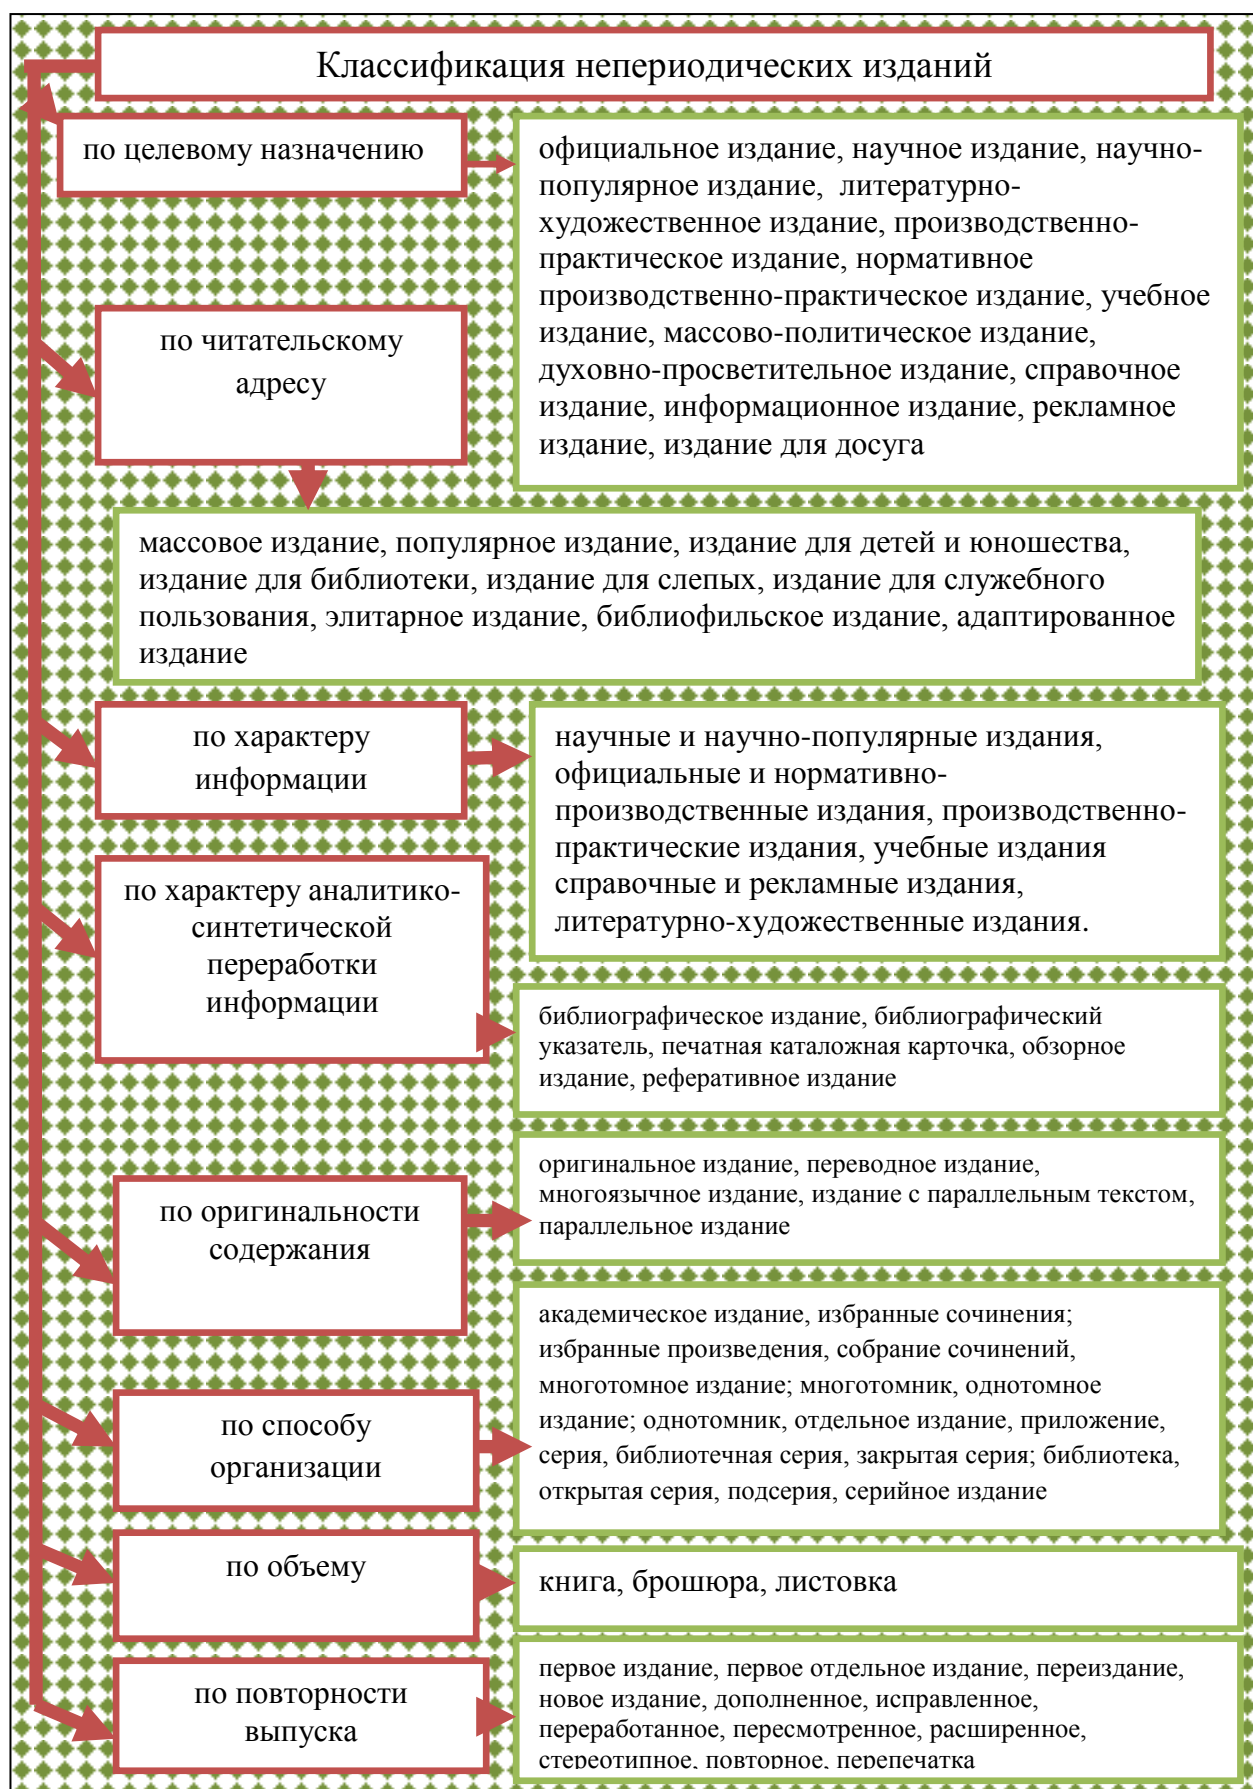 Классификация непериодических изданий
по целевому назначению
официальное издание, научное издание, научно-
популярное издание, литературно-
художественное издание, производственно-
практическое издание, нормативное
производственно-практическое издание, учебное
издание, массово-политическое издание,
духовно-просветительное издание, справочное
издание, информационное издание, рекламное
издание, издание для досуга
по читательскому
адресу
массовое издание, популярное издание, издание для детей и юношества,
издание для библиотеки, издание для слепых, издание для служебного
пользования, элитарное издание, библиофильское издание, адаптированное
издание
по характеру
информации
научные и научно-популярные издания,
официальные и нормативно-
производственные издания, производственно-
практические издания, учебные издания
справочные и рекламные издания,
литературно-художественные издания.
по характеру аналитико-
синтетической
переработки
информации
библиографическое издание, библиографический
указатель, печатная каталожная карточка, обзорное
издание, реферативное издание
по оригинальности
содержания
оригинальное издание, переводное издание,
многоязычное издание, издание с параллельным текстом,
параллельное издание
по способу
организации
академическое издание, избранные сочинения;
избранные произведения, собрание сочинений,
многотомное издание; многотомник, однотомное
издание; однотомник, отдельное издание, приложение,
серия, библиотечная серия, закрытая серия; библиотека,
открытая серия, подсерия, серийное издание
по объему
книга, брошюра, листовка
по повторности
выпуска
первое издание, первое отдельное издание, переиздание,
новое издание, дополненное, исправленное,
переработанное, пересмотренное, расширенное,
стереотипное, повторное, перепечатка